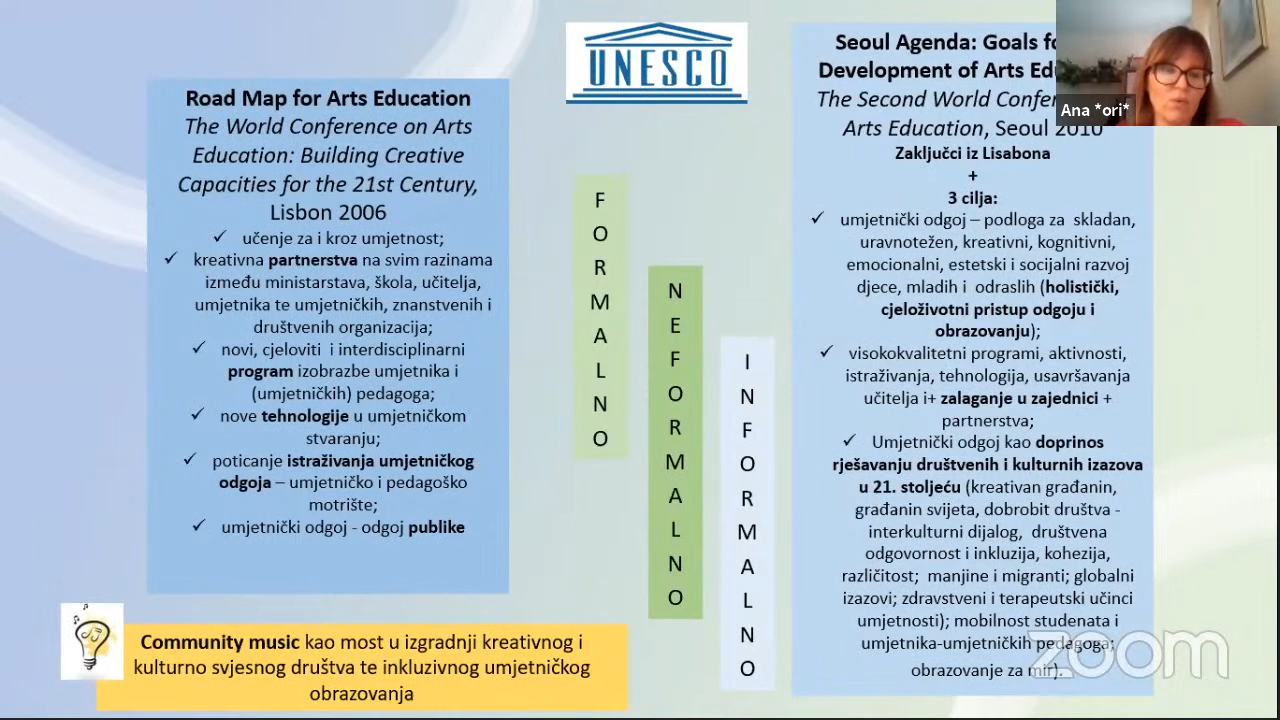 Road Map for Arts Education
The World Conference on Arts
Education: Building Creative
Capacities for the 21st Century,
Lisbon 2006
✓ učenje za i kroz umjetnost;
✓ kreativna partnerstva na svim razinama
između ministarstava, škola, učitelja,
umjetnika te umjetničkih, znanstvenih i
društvenih organizacija;
✓ novi, cjeloviti i interdisciplinarni
program izobrazbe umjetnika i
(umjetničkih) pedagoga;
✓ nove tehnologije u umjetničkom
stvaranju;
✓ poticanje istraživanja umjetničkog
odgoja – umjetničko i pedagoško
motrište;
✓ umjetnički odgoj - odgoj publike
Community music kao most u izgradnji kreativnog i
kulturno svjesnog društva te inkluzivnog umjetničkog
obrazovanja
UNESCO
FORMALNO
NEFORMALNO
INFORMALNO
Seoul Agenda: Goals
Development of Arts
The Second World
Arts Education, Seoul 2010
Zaključci iz Lisabona
+
3 cilja:
✓ umjetnički odgoj – podloga za skladan,
uravnotežen, kreativni, kognitivni,
emocionalni, estetski i socijalni razvoj
djece, mladih i odraslih (holistički,
cjeloživotni pristup odgoju i
obrazovanju);
✓ visokokvalitetni programi, aktivnosti,
istraživanja, tehnologija, usavršavanja
učitelja i+ zalaganje u zajednici +
partnerstva;
✓ Umjetnički odgoj kao doprinos
rješavanju društvenih i kulturnih izazova
u 21. stoljeću (kreativan građanin,
građanin svijeta, dobrobit društva -
interkulturni dijalog, društvena
odgovornost i inkluzija, kohezija,
različitost; manjine i migranti; globalni
izazovi; zdravstveni i terapeutski učinci
umjetnosti); mobilnost studenata i
umjetnika-umjetničkih pedagoga;
obrazovanje za mir).
Ana *ori*
zoom